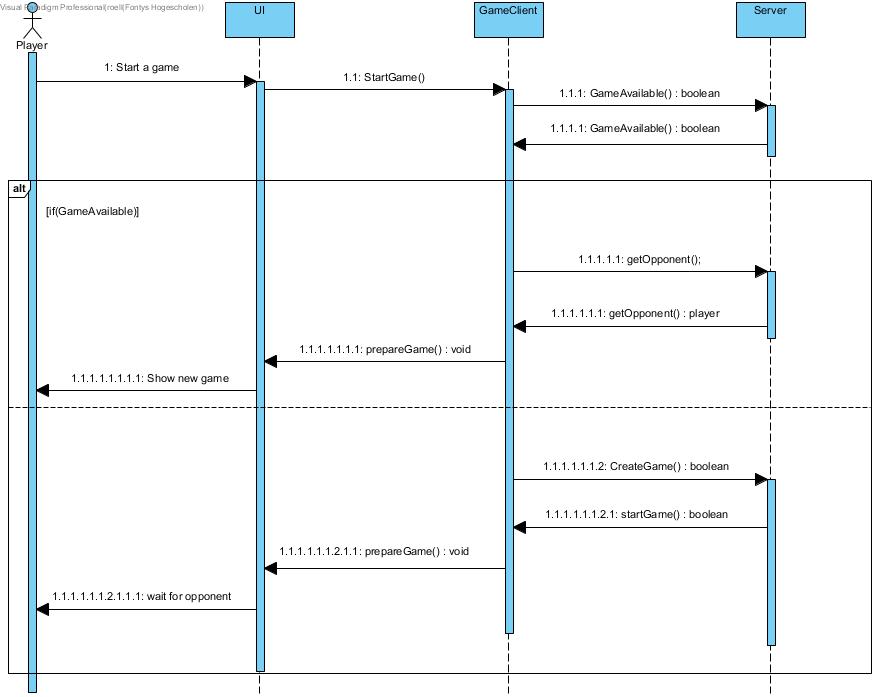 Visual Paradigm Professional(roell(Fontys Hogescholen))
UI
GameClient
Server
Player
1: Start a game
1.1: StartGame()
1.1.1: GameAvailable() : boolean
1.1.1.1: GameAvailable() : boolean
alt
[if(GameAvailable)]
1.1.1.1.1: getOpponent();
1.1.1.1.1.1: getOpponent() : player
1.1.1.1.1.1.1: prepareGame() : void
1.1.1.1.1.1.1.1: Show new game
1.1.1.1.1.1.2: CreateGame() : boolean
1.1.1.1.1.1.2.1: startGame() : boolean
1.1.1.1.1.1.2.1.1: prepareGame() : void
1.1.1.1.1.1.2.1.1.1: wait for opponent